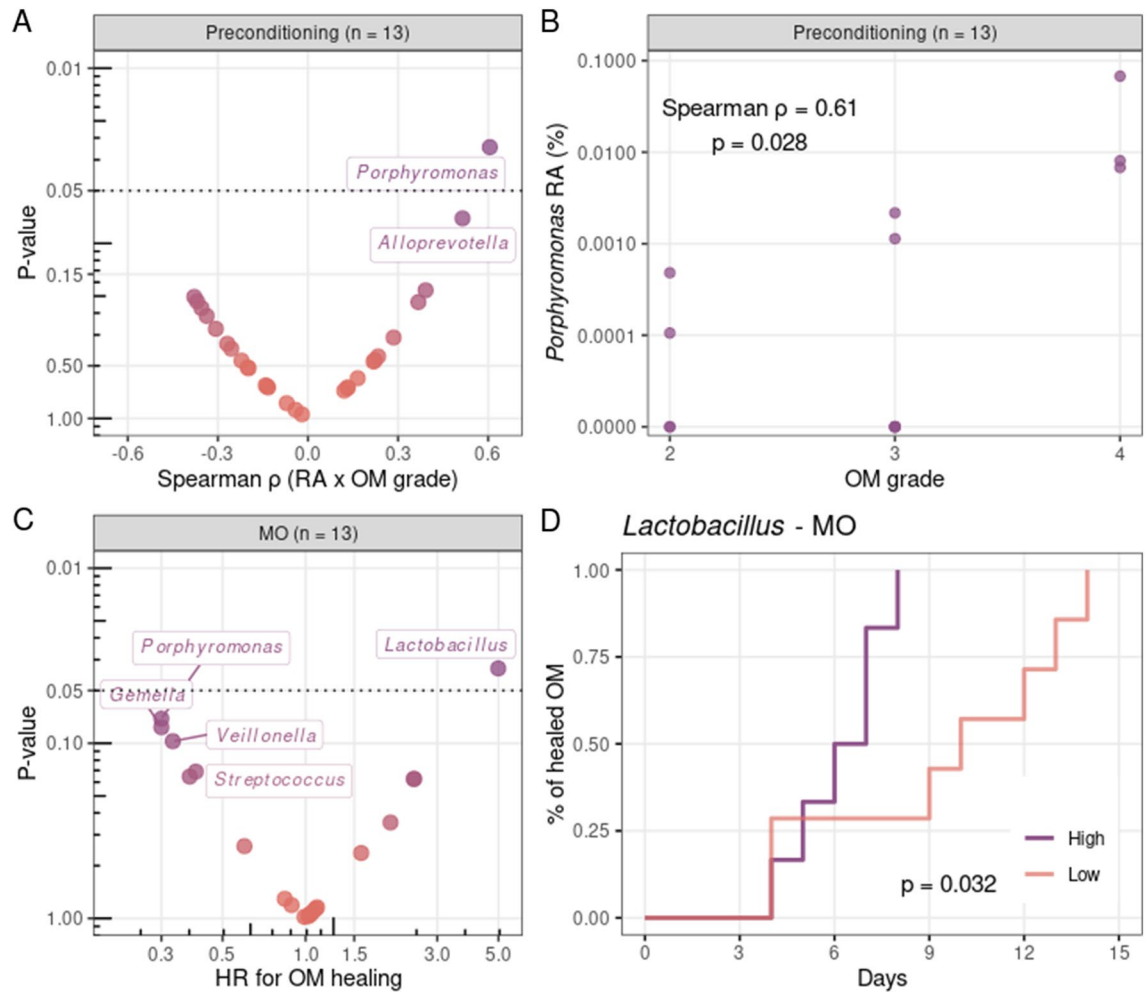 A
Preconditioning (n = 13)
0.01
0.05
0.15
0.50
1.00
P-value
Porphyromonas
Alloprevotella
-0.6 -0.3 0.0 0.3 0.6
Spearman ρ (RA x OM grade)
B
Preconditioning (n = 13)
0.1000
0.0100
0.0010
0.0001
0.0000
Porphyromonas RA (%)
Spearman ρ = 0.61
p = 0.028
2 3 4
OM grade
C
MO (n = 13)
0.01
0.05
0.10
1.00
P-value
Porphyromonas
Lactobacillus
Gemella
Veillonella
Streptococcus
0.3 0.5 1.0 1.5 3.0 5.0
HR for OM healing
D
Lactobacillus - MO
1.00
0.75
0.50
0.25
0.00
% of healed OM
High
Low
p = 0.032
0 3 6 9 12 15
Days